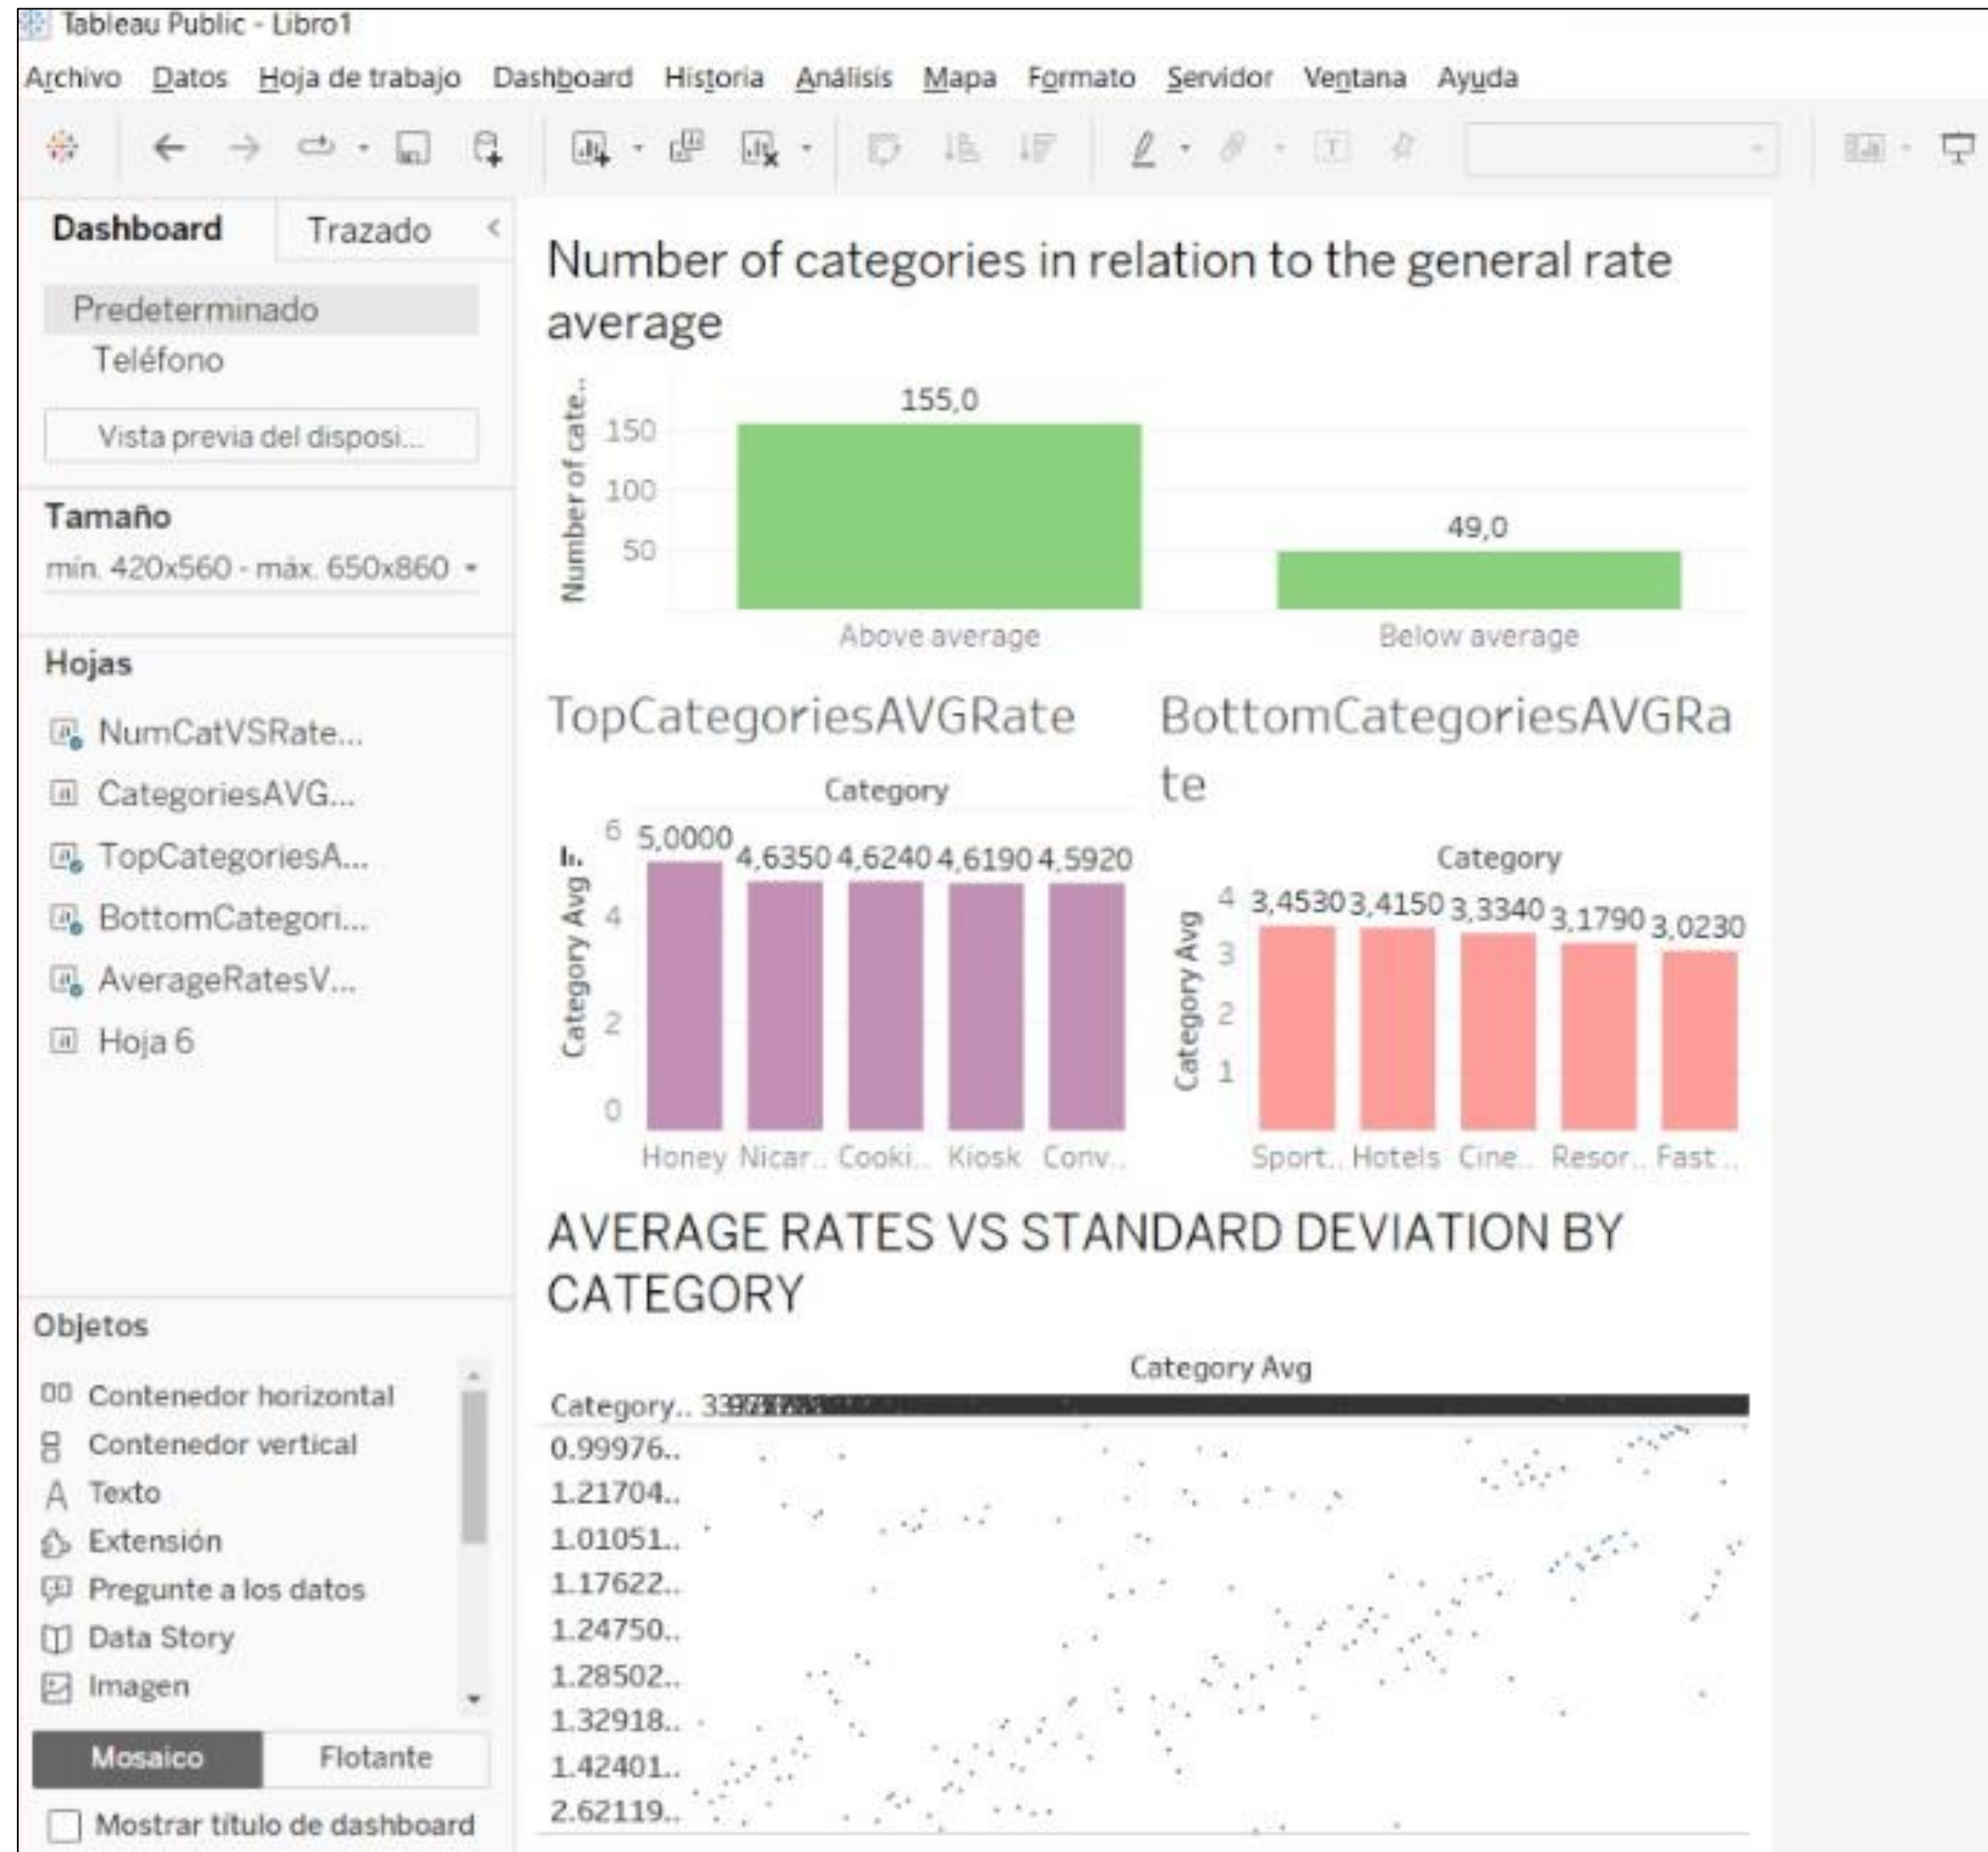 Tableau Public - Libro1
Archivo Datos Hoja de trabajo Dashboard Historia Análisis Mapa Formato Servidor Ventana Ayuda
Dashboard Trazado
Predeterminado
Teléfono
Vista previa del disposi...
Tamaño
mín. 420x560 - máx. 650x860
Hojas
NumCatVSRate...
CategoriesAVG...
TopCategoriesA...
BottomCategori...
AverageRatesV...
Hoja 6
Objetos
Contenedor horizontal
Contenedor vertical
Texto
Extensión
Pregunte a los datos
Data Story
Imagen
Mosaico Flotante
Mostrar título de dashboard
Number of categories in relation to the general rate
average
Number of cate..
150
100
50
155,0
49,0
Above average Below average
TopCategoriesAVGRate
Category
Category Avg
6
4
2
0
5,0000 4,6350 4,6240 4,6190 4,5920
Honey Nicar.. Cooki.. Kiosk Conv..
BottomCategoriesAVGRa
te
Category
Category Avg
4
3
2
1
3,4530 3,4150 3,3340 3,1790 3,0230
Sport.. Hotels Cine.. Resor.. Fast ..
AVERAGE RATES VS STANDARD DEVIATION BY
CATEGORY
Category Avg
Category..
0.99976..
1.21704..
1.01051..
1.17622..
1.24750..
1.28502..
1.32918..
1.42401..
2.62119..